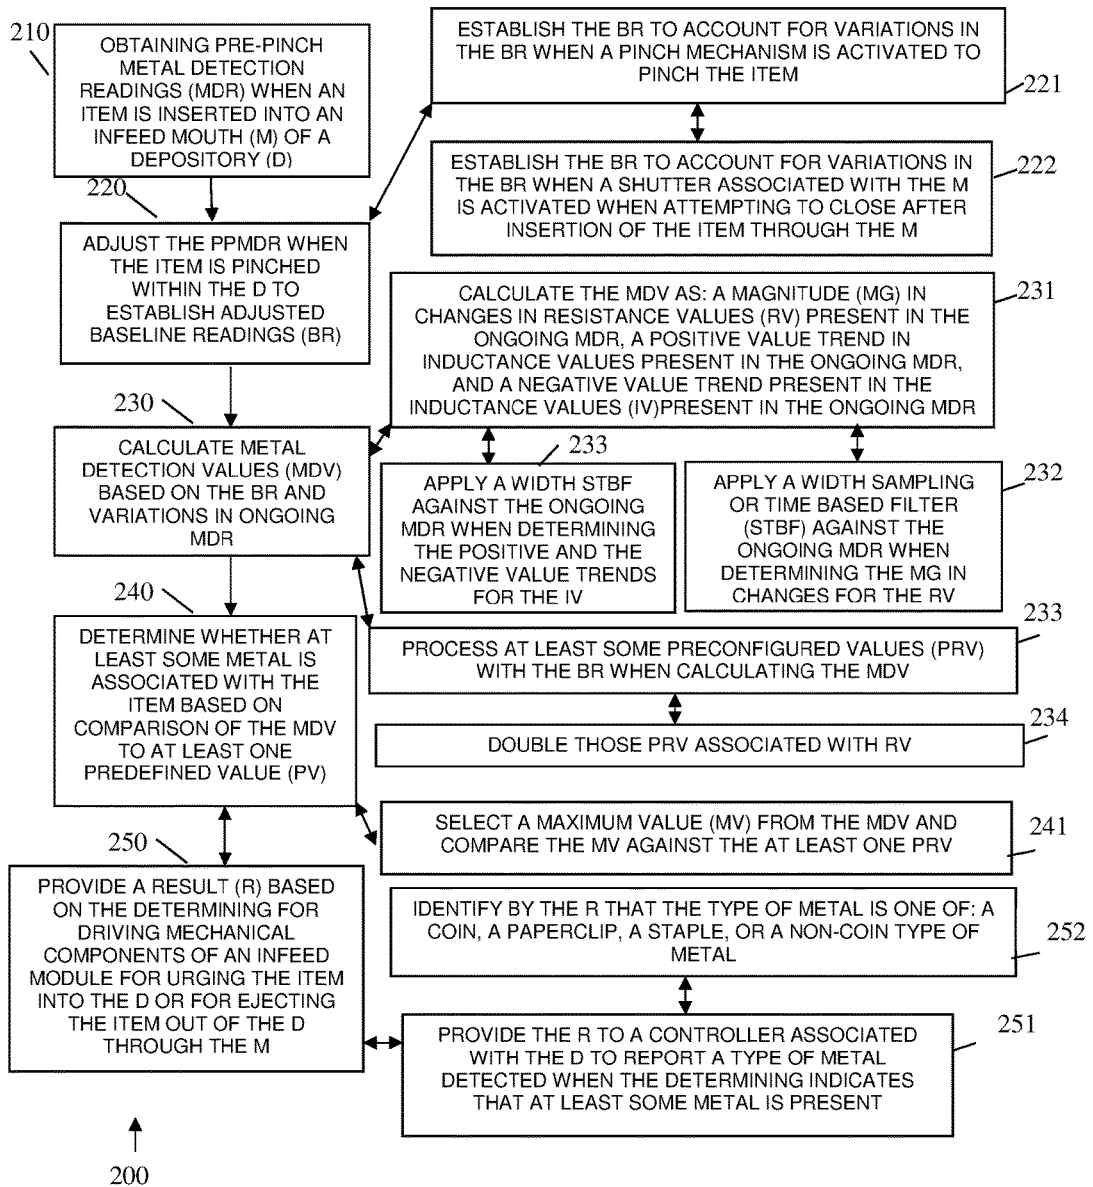 210
OBTAINING PRE-PINCH
METAL DETECTION
READINGS (MDR) WHEN AN
ITEM IS INSERTED INTO AN
INFEED MOUTH (M) OF A
DEPOSITORY (D)
220
ADJUST THE PPMDR WHEN
THE ITEM IS PINCHED
WITHIN THE D TO
ESTABLISH ADJUSTED
BASELINE READINGS (BR)
ESTABLISH THE BR TO ACCOUNT FOR VARIATIONS IN
THE BR WHEN A PINCH MECHANISM IS ACTIVATED TO
PINCH THE ITEM
221
ESTABLISH THE BR TO ACCOUNT FOR VARIATIONS IN
THE BR WHEN A SHUTTER ASSOCIATED WITH THE M
IS ACTIVATED WHEN ATTEMPTING TO CLOSE AFTER
INSERTION OF THE ITEM THROUGH THE M
222
230
CALCULATE METAL
DETECTION VALUES (MDV)
BASED ON THE BR AND
VARIATIONS IN ONGOING
MDR
CALCULATE THE MDV AS: A MAGNITUDE (MG) IN
CHANGES IN RESISTANCE VALUES (RV) PRESENT IN THE
ONGOING MDR, A POSITIVE VALUE TREND IN
INDUCTANCE VALUES PRESENT IN THE ONGOING MDR,
AND A NEGATIVE VALUE TREND PRESENT IN THE
INDUCTANCE VALUES (IV)PRESENT IN THE ONGOING MDR
231
233
APPLY A WIDTH STBF
AGAINST THE ONGOING
MDR WHEN DETERMINING
THE POSITIVE AND THE
NEGATIVE VALUE TRENDS
FOR THE IV
APPLY A WIDTH SAMPLING
OR TIME BASED FILTER
(STBF) AGAINST THE
ONGOING MDR WHEN
DETERMINING THE MG IN
CHANGES FOR THE RV
232
PROCESS AT LEAST SOME PRECONFIGURED VALUES (PRV)
WITH THE BR WHEN CALCULATING THE MDV
233
DOUBLE THOSE PRV ASSOCIATED WITH RV
234
240
DETERMINE WHETHER AT
LEAST SOME METAL IS
ASSOCIATED WITH THE
ITEM BASED ON
COMPARISON OF THE MDV
TO AT LEAST ONE
PREDEFINED VALUE (PV)
SELECT A MAXIMUM VALUE (MV) FROM THE MDV AND
COMPARE THE MV AGAINST THE AT LEAST ONE PRV
241
250
PROVIDE A RESULT (R) BASED
ON THE DETERMINING FOR
DRIVING MECHANICAL
COMPONENTS OF AN INFEED
MODULE FOR URGING THE ITEM
INTO THE D OR FOR EJECTING
THE ITEM OUT OF THE D
THROUGH THE M
IDENTIFY BY THE R THAT THE TYPE OF METAL IS ONE OF: A
COIN, A PAPERCLIP, A STAPLE, OR A NON-COIN TYPE OF
METAL
252
PROVIDE THE R TO A CONTROLLER ASSOCIATED
WITH THE D TO REPORT A TYPE OF METAL
DETECTED WHEN THE DETERMINING INDICATES
THAT AT LEAST SOME METAL IS PRESENT
251
200